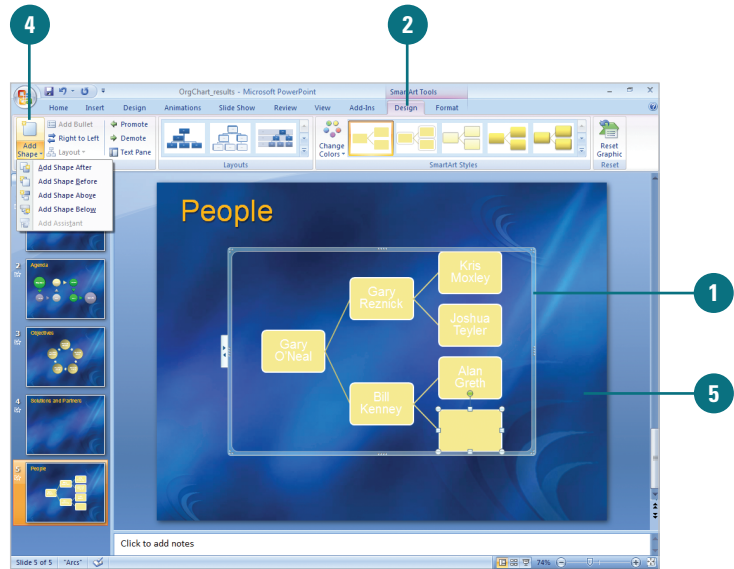 4
2
OrgChart_results - Microsoft PowerPoint
SmartArt Tools
Home Insert Design Animations Slide Show Review View Add-Ins Design Format
Add Shape
Add Bullet
Right to Left
Layout
Promote
Demote
Text Pane
Layouts
Change Colors
SmartArt Styles
Reset Graphic
Reset
Add Shape After
Add Shape Before
Add Shape Above
Add Shape Below
Add Assistant
2
Agenda
3
Objectives
4
Solutions and Partners
5
People
People
Kris
Moxley
Gary
Reznick
Joshua
Teyler
Gary
O'Neal
Alan
Greth
Bill
Kenney
1
5
Click to add notes
Slide 5 of 5 "Arcs" 74%